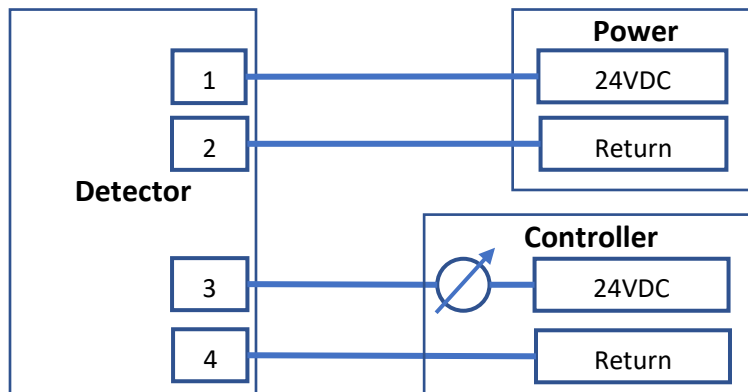 Power
1
24VDC
2
Return
Detector
Controller
3
24VDC
4
Return